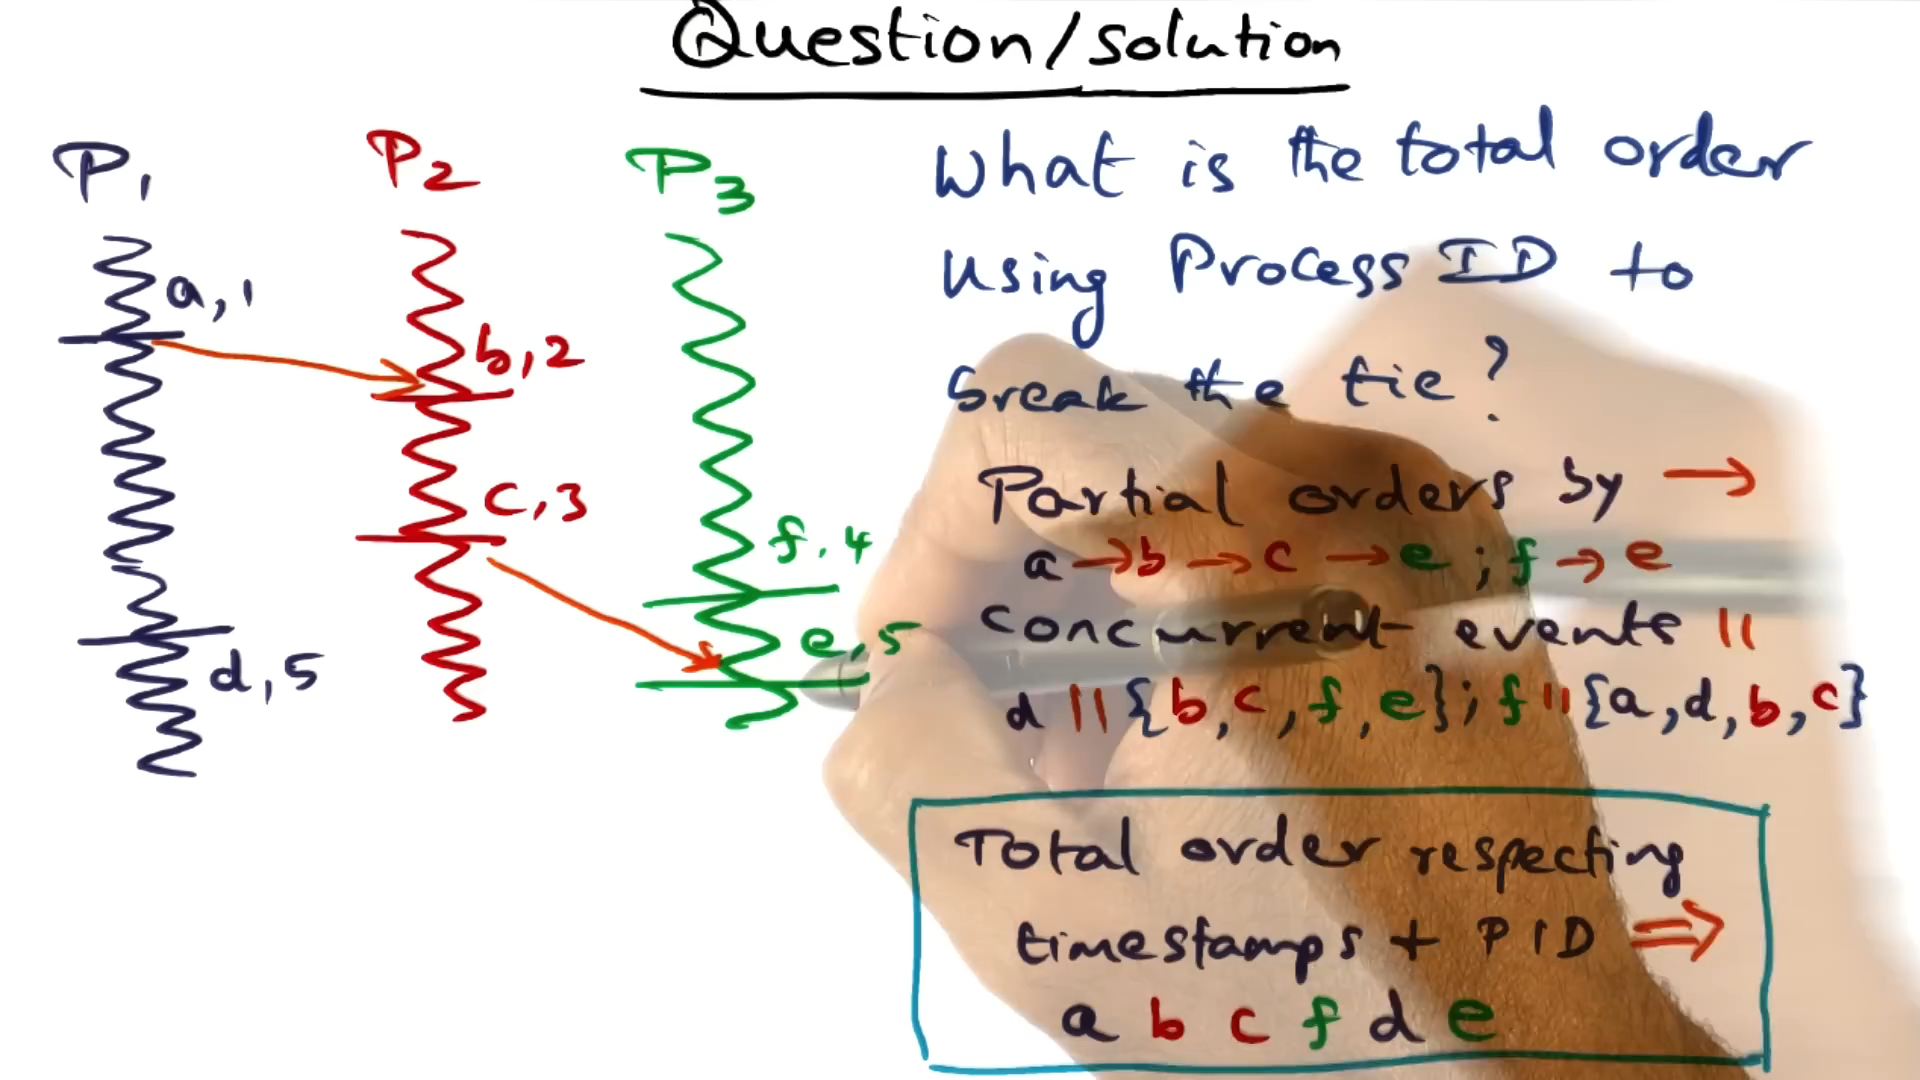 Question/solution
P1
P2
P3
a,1
b,2
c,3
f,4
e,5
d,5
What is the total order
using Process ID to
break the tie?
Partial orders by →
a → b → c → e ; f → e
concurrent events ||
d || {b, c, f, e}; f || {a, d, b, c}
Total order respecting
timestamps + PID ⇒
a b c f d e